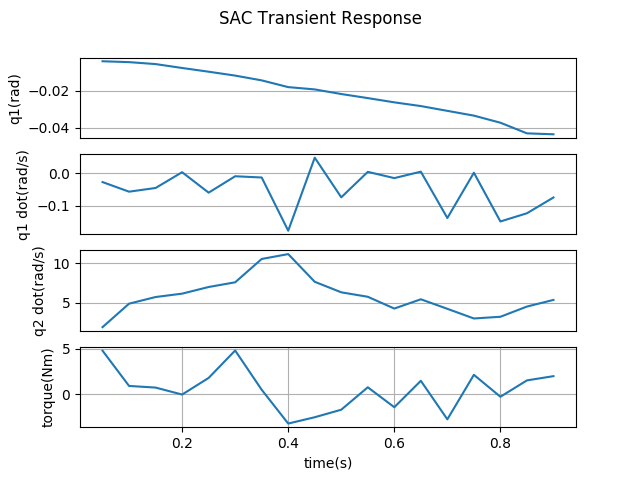 SAC Transient Response
q1(rad)
−0.02
−0.04
q1 dot(rad/s)
0.0
−0.1
q2 dot(rad/s)
10
5
torque(Nm)
5
0
0.2 0.4 0.6 0.8
time(s)